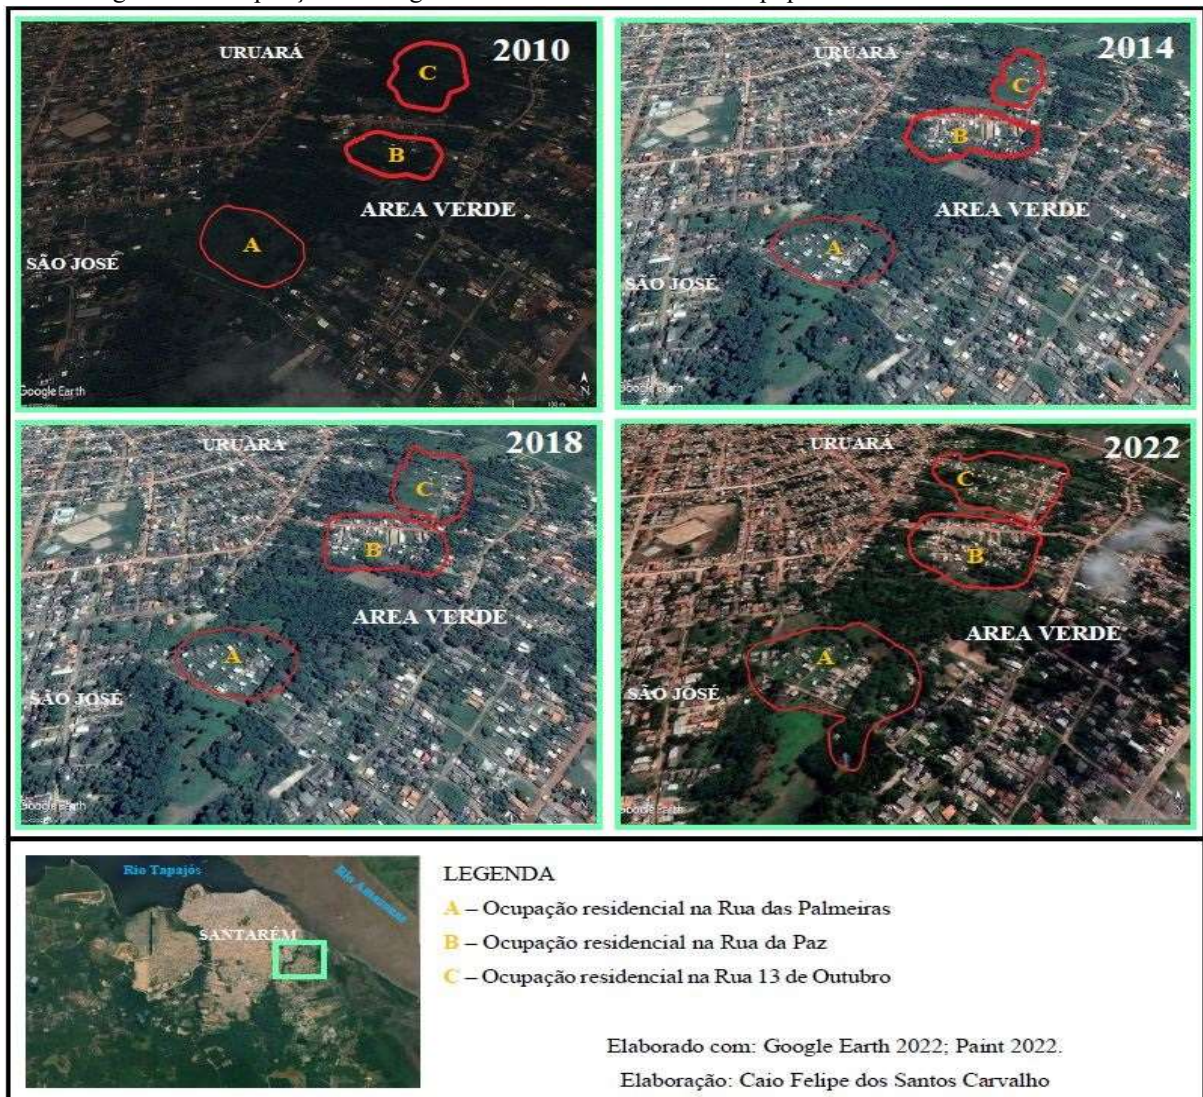 URUARÁ
2010
C
B
AREA VERDE
A
SÃO JOSÉ
Google Earth
N
URUARÁ
2014
C
B
AREA VERDE
A
SÃO JOSÉ
Google Earth
URUARÁ
2018
C
B
AREA VERDE
A
SÃO JOSÉ
Google Earth
URUARÁ
2022
C
B
AREA VERDE
A
SÃO JOSÉ
Google Earth
Rio Tapajós
Rio Amazonas
SANTARÉM
LEGENDA
A – Ocupação residencial na Rua das Palmeiras
B – Ocupação residencial na Rua da Paz
C – Ocupação residencial na Rua 13 de Outubro
Elaborado com: Google Earth 2022; Paint 2022.
Elaboração: Caio Felipe dos Santos Carvalho